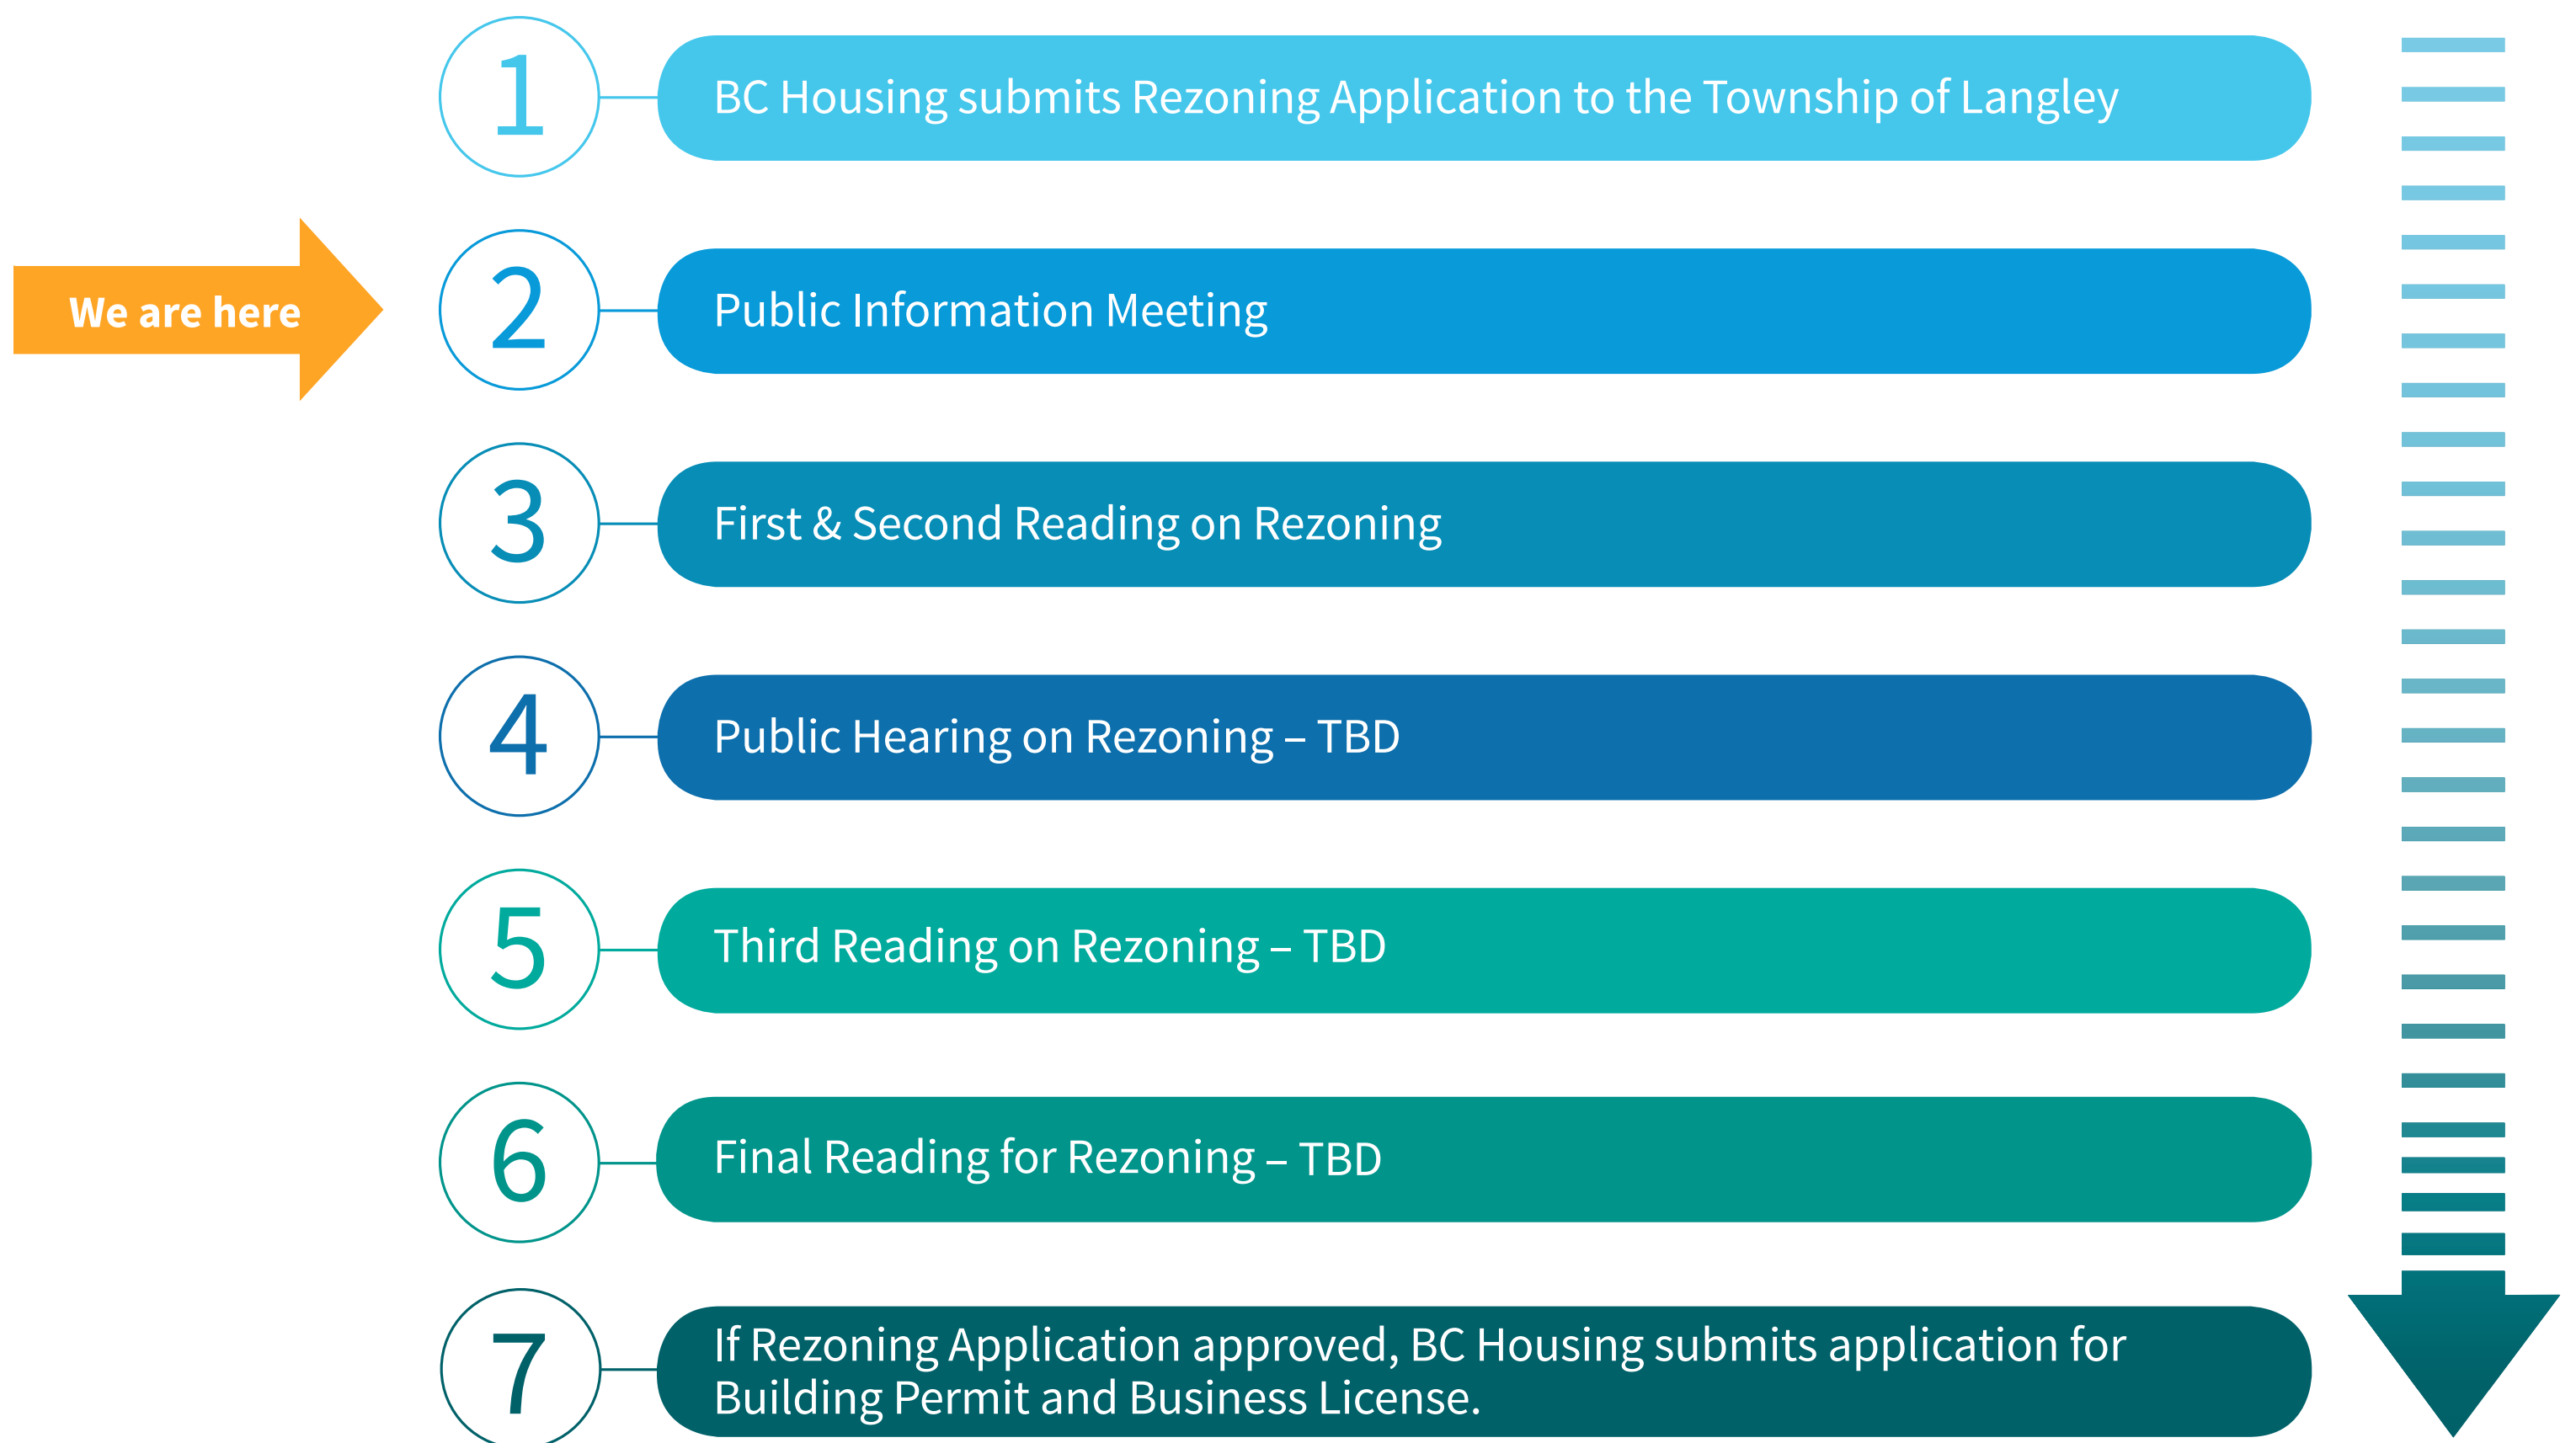 1
BC Housing submits Rezoning Application to the Township of Langley
We are here
2
Public Information Meeting
3
First & Second Reading on Rezoning
4
Public Hearing on Rezoning – TBD
5
Third Reading on Rezoning – TBD
6
Final Reading for Rezoning – TBD
7
If Rezoning Application approved, BC Housing submits application for
Building Permit and Business License.